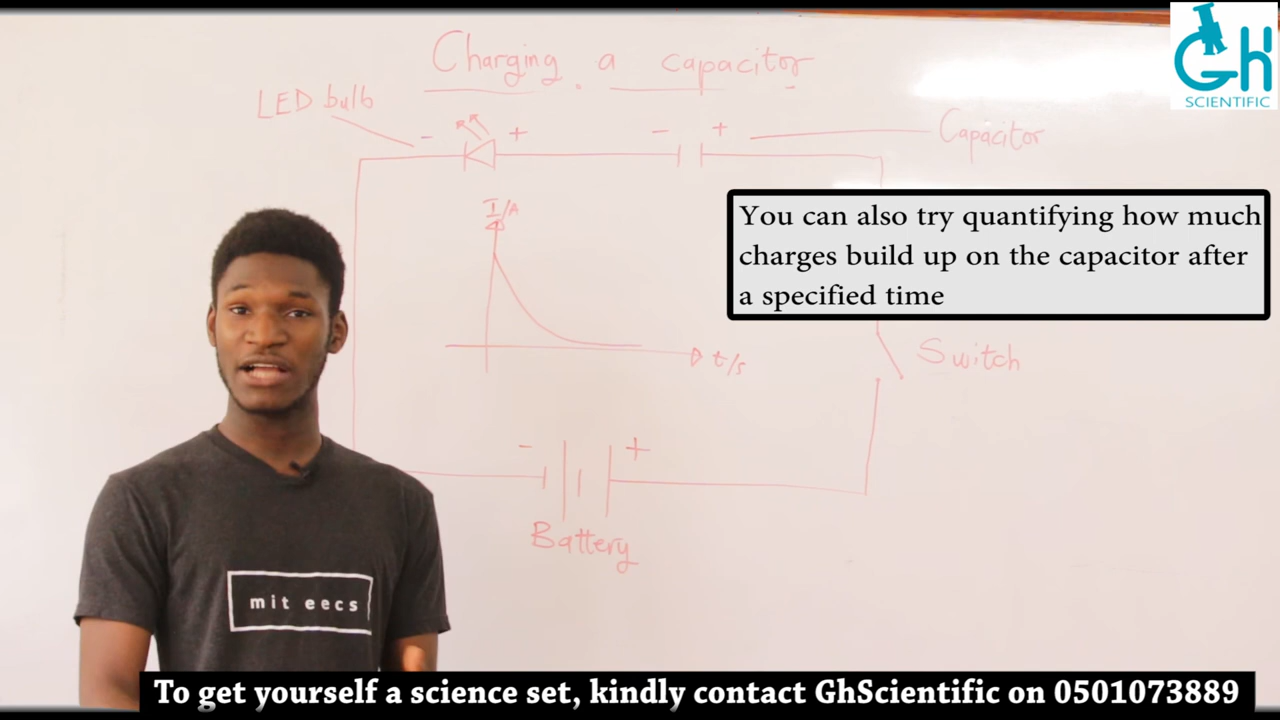 GH
SCIENTIFIC
Charging a capacitor
LED bulb
- + - +
Capacitor
I/A
You can also try quantifying how much
charges build up on the capacitor after
a specified time
t/s
Switch
- +
Battery
mit eecs
To get yourself a science set, kindly contact GhScientific on 0501073889